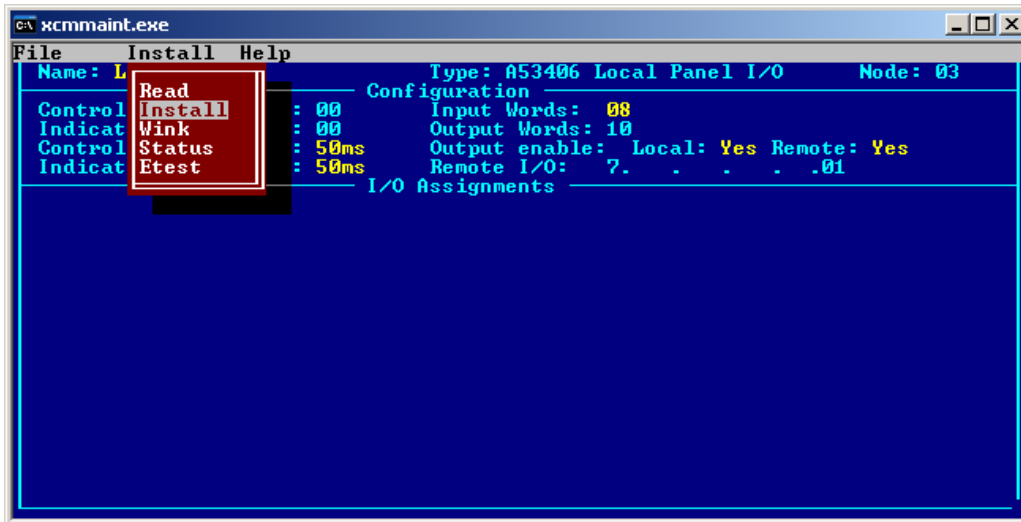 xcmmaint.exe
File Install Help
Name: L Type: A53406 Local Panel I/O Node: 03
Configuration
Read
Control Install : 00 Input Words: 08
Indicat Wink : 00 Output Words: 10
Control Status : 50ms Output enable: Local: Yes Remote: Yes
Indicat Etest : 50ms Remote I/O: 7. . . . .01
I/O Assignments